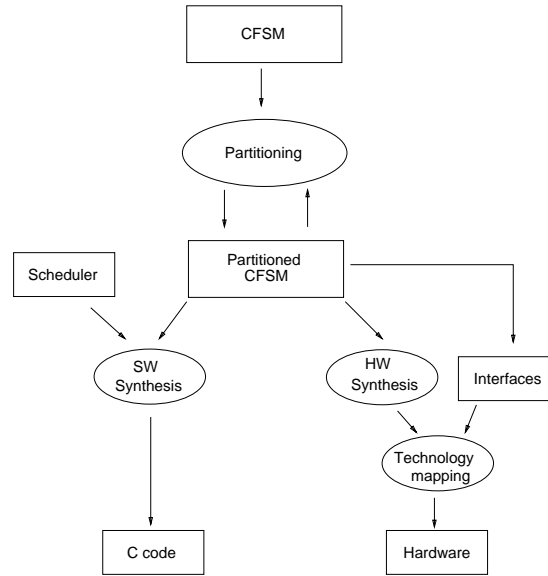 CFSM
Partitioning
Partitioned
CFSM
Scheduler
SW
Synthesis
HW
Synthesis
Interfaces
Technology
mapping
C code
Hardware